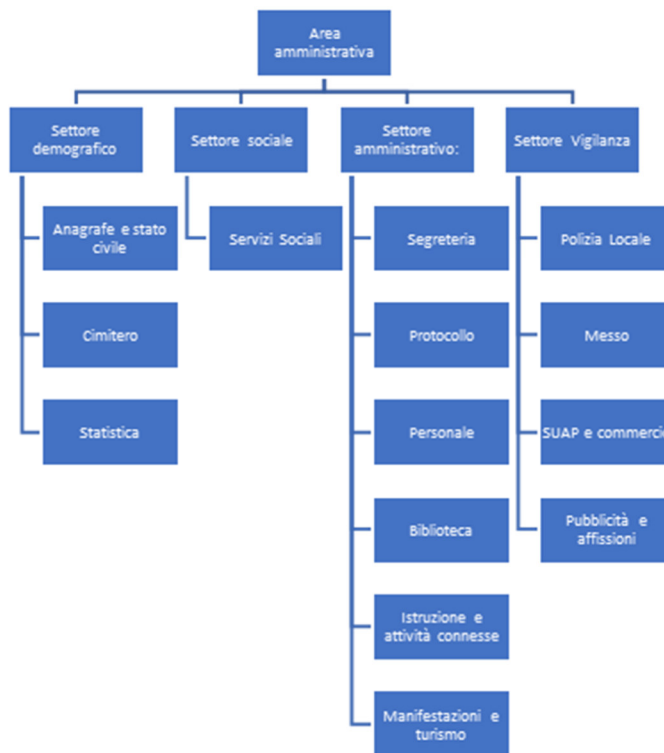 Area
amministrativa
Settore
demografico
Settore sociale
Settore
amministrativo:
Settore Vigilanza
Anagrafe e stato
civile
Servizi Sociali
Segreteria
Polizia Locale
Cimitero
Protocollo
Messo
Statistica
Personale
SUAP e commercio
Biblioteca
Pubblicità e
affissioni
Istruzione e
attività connesse
Manifestazioni e
turismo